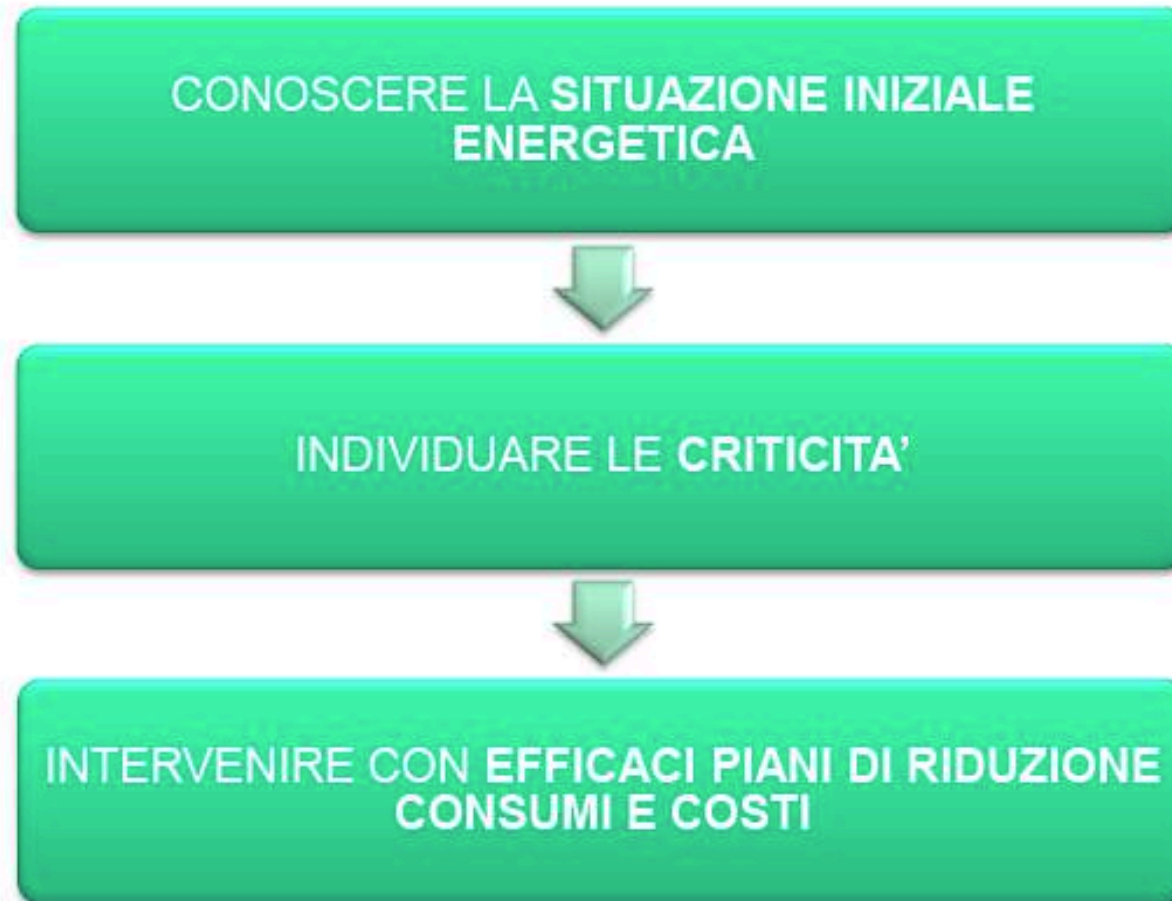 CONOSCERE LA SITUAZIONE INIZIALE
ENERGETICA
INDIVIDUARE LE CRITICITA’
INTERVENIRE CON EFFICACI PIANI DI RIDUZIONE
CONSUMI E COSTI